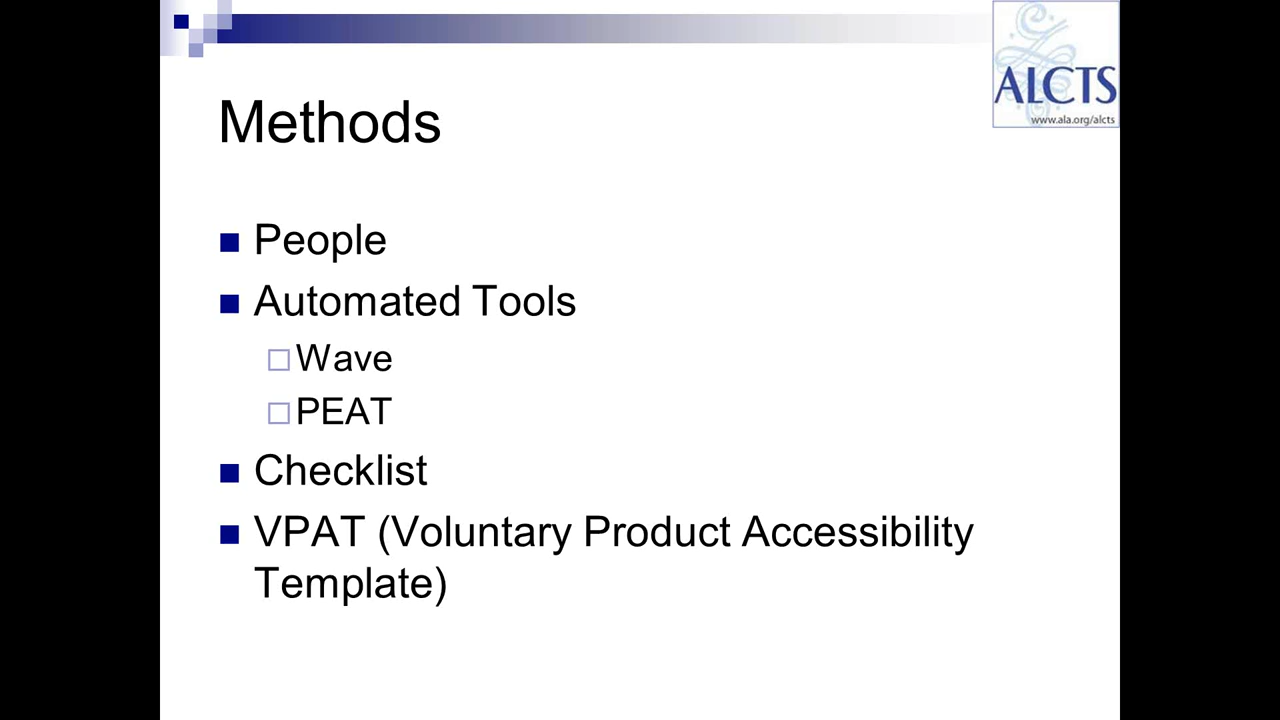 ALCTS
www.ala.org/alcts
Methods
People
Automated Tools
Wave
PEAT
Checklist
VPAT (Voluntary Product Accessibility
Template)